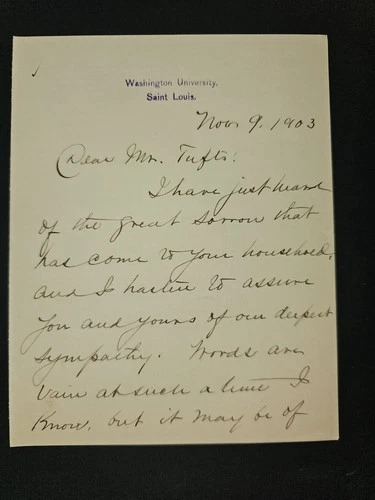 Washington University,
Saint Louis.
Nov. 9, 1903
Dear Mr. Tufts:
I have just heard
of the great sorrow that
has come to your household,
and I hasten to assure
you and yours of our deepest
sympathy. Words are
vain at such a time I
know, but it may be of